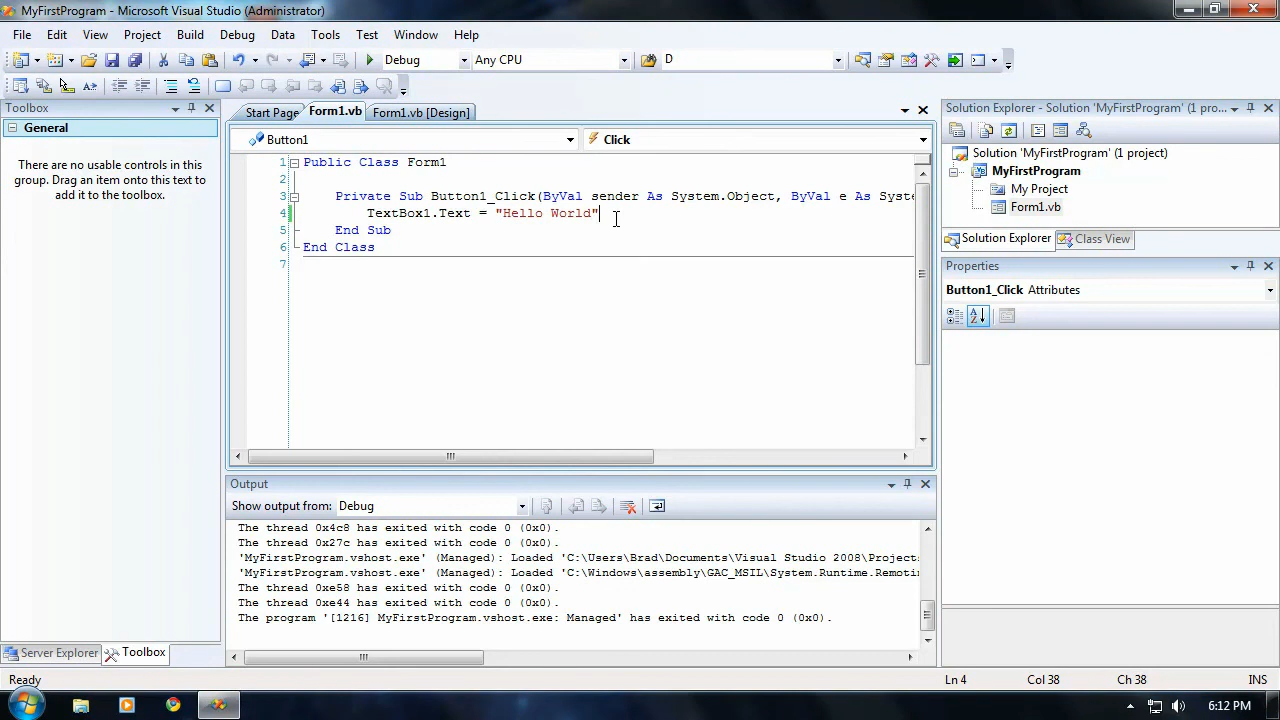 MyFirstProgram - Microsoft Visual Studio (Administrator)
File Edit View Project Build Debug Data Tools Test Window Help
Debug Any CPU D
Toolbox
General
There are no usable controls in this
group. Drag an item onto this text to
add it to the toolbox.
Server Explorer Toolbox
Start Page Form1.vb Form1.vb [Design]
Button1 Click
1 Public Class Form1
2
3 Private Sub Button1_Click(ByVal sender As System.Object, ByVal e As Syste
4 TextBox1.Text = "Hello World"
5 End Sub
6 End Class
7
Output
Show output from: Debug
The thread 0x4c8 has exited with code 0 (0x0).
The thread 0x27c has exited with code 0 (0x0).
'MyFirstProgram.vshost.exe' (Managed): Loaded 'C:\Users\Brad\Documents\Visual Studio 2008\Projects
'MyFirstProgram.vshost.exe' (Managed): Loaded 'C:\Windows\assembly\GAC_MSIL\System.Runtime.Remotin
The thread 0xe58 has exited with code 0 (0x0).
The thread 0xe44 has exited with code 0 (0x0).
The program '[1216] MyFirstProgram.vshost.exe: Managed' has exited with code 0 (0x0).
Solution Explorer - Solution 'MyFirstProgram' (1 pro...
Solution 'MyFirstProgram' (1 project)
MyFirstProgram
My Project
Form1.vb
Solution Explorer Class View
Properties
Button1_Click Attributes
Ready Ln 4 Col 38 Ch 38 INS
6:12 PM